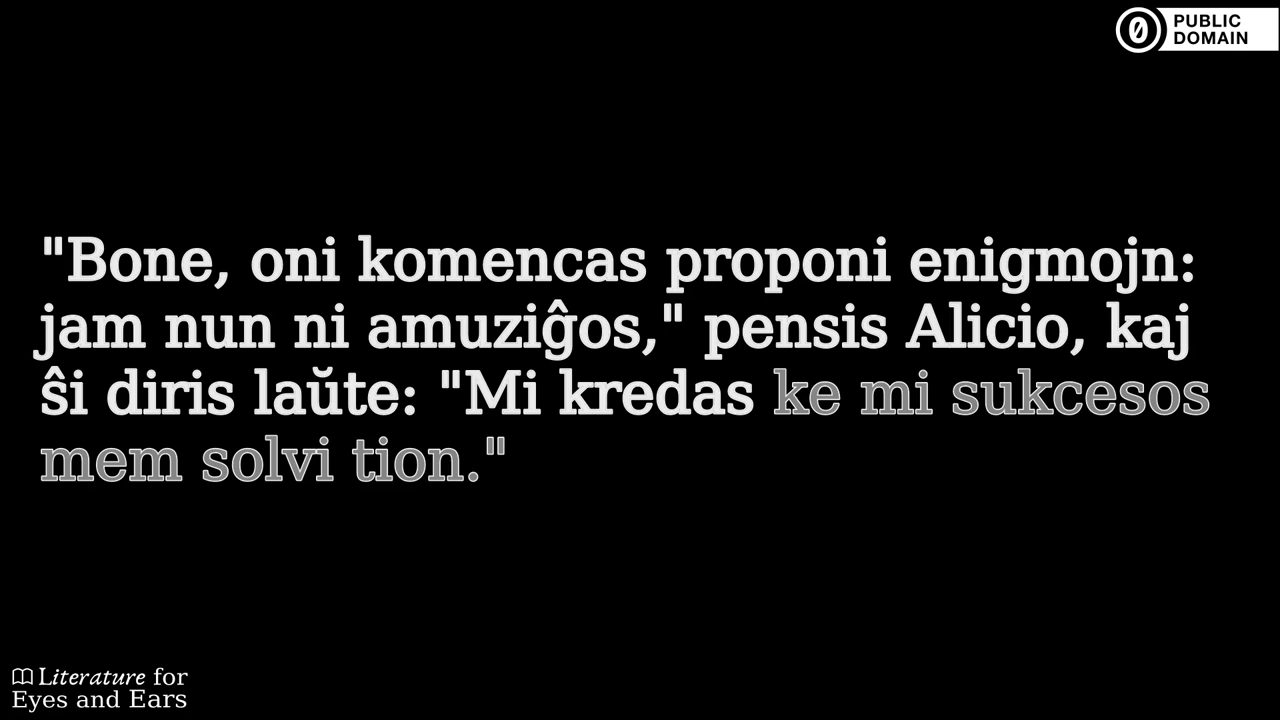 PUBLIC
DOMAIN
"Bone, oni komencas proponi enigmojn:
jam nun ni amuziĝos," pensis Alicio, kaj
ŝi diris laŭte: "Mi kredas ke mi sukcesos
mem solvi tion."
Literature for
Eyes and Ears